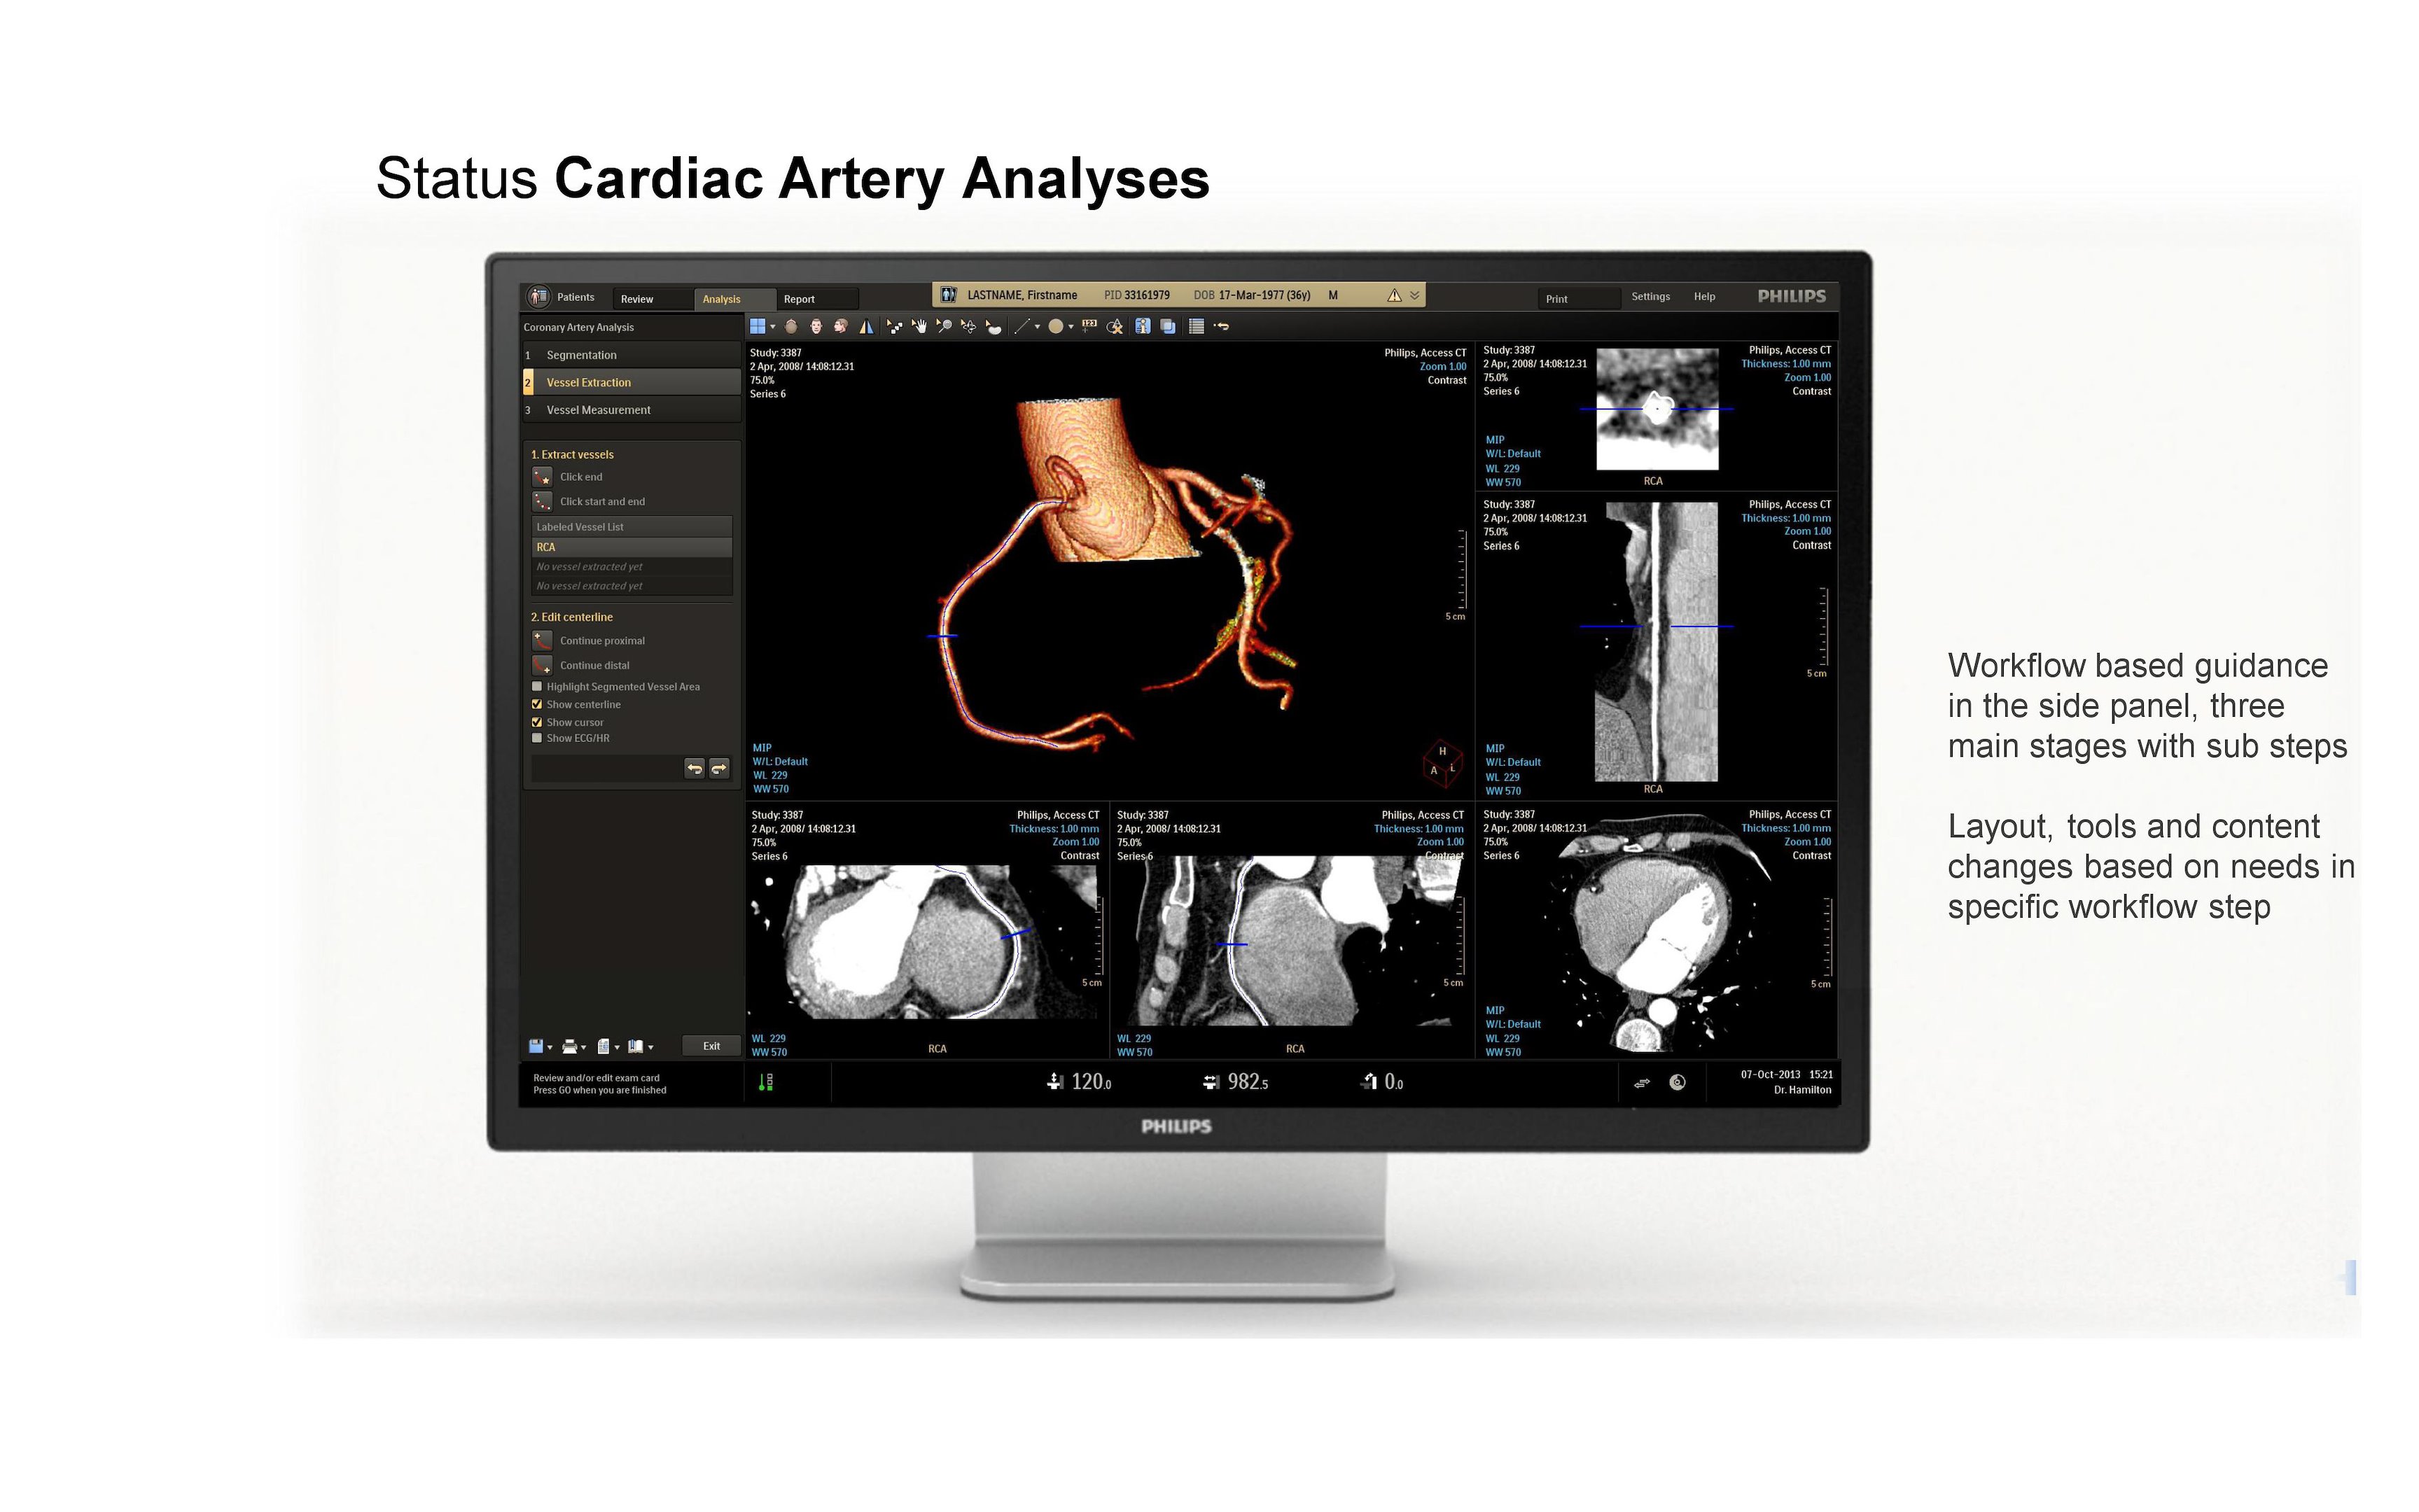 Status Cardiac Artery Analyses
Patients Review Analysis Report
LASTNAME, Firstname PID 33161979 DOB 17-Mar-1977 (36y) M
Print Settings Help PHILIPS
Coronary Artery Analysis
1 Segmentation
2 Vessel Extraction
3 Vessel Measurement
1. Extract vessels
Click end
Click start and end
Labeled Vessel List
RCA
No vessel extracted yet
No vessel extracted yet
2. Edit centerline
Continue proximal
Continue distal
Highlight Segmented Vessel Area
Show centerline
Show cursor
Show ECG/HR
Exit
123
Study: 3387
2 Apr, 2008/ 14:08:12.31
75.0%
Series 6
Philips, Access CT
Zoom 1.00
Contrast
5 cm
MIP
W/L: Default
WL 229
WW 570
H
A L
Study: 3387
2 Apr, 2008/ 14:08:12.31
75.0%
Series 6
Philips, Access CT
Thickness: 1.00 mm
Zoom 1.00
Contrast
MIP
W/L: Default
WL 229
WW 570
RCA
Study: 3387
2 Apr, 2008/ 14:08:12.31
75.0%
Series 6
Philips, Access CT
Thickness: 1.00 mm
Zoom 1.00
Contrast
5 cm
MIP
W/L: Default
WL 229
WW 570
RCA
Study: 3387
2 Apr, 2008/ 14:08:12.31
75.0%
Series 6
Philips, Access CT
Thickness: 1.00 mm
Zoom 1.00
Contrast
5 cm
WL 229
WW 570
RCA
Study: 3387
2 Apr, 2008/ 14:08:12.31
75.0%
Series 6
Philips, Access CT
Thickness: 1.00 mm
Zoom 1.00
Contrast
5 cm
WL 229
WW 570
RCA
Study: 3387
2 Apr, 2008/ 14:08:12.31
75.0%
Series 6
Philips, Access CT
Thickness: 1.00 mm
Zoom 1.00
Contrast
5 cm
MIP
W/L: Default
WL 229
WW 570
Review and/or edit exam card
Press GO when you are finished
120.0 982.5 0.0
07-Oct-2013 15:21
Dr. Hamilton
PHILIPS
Workflow based guidance
in the side panel, three
main stages with sub steps
Layout, tools and content
changes based on needs in
specific workflow step